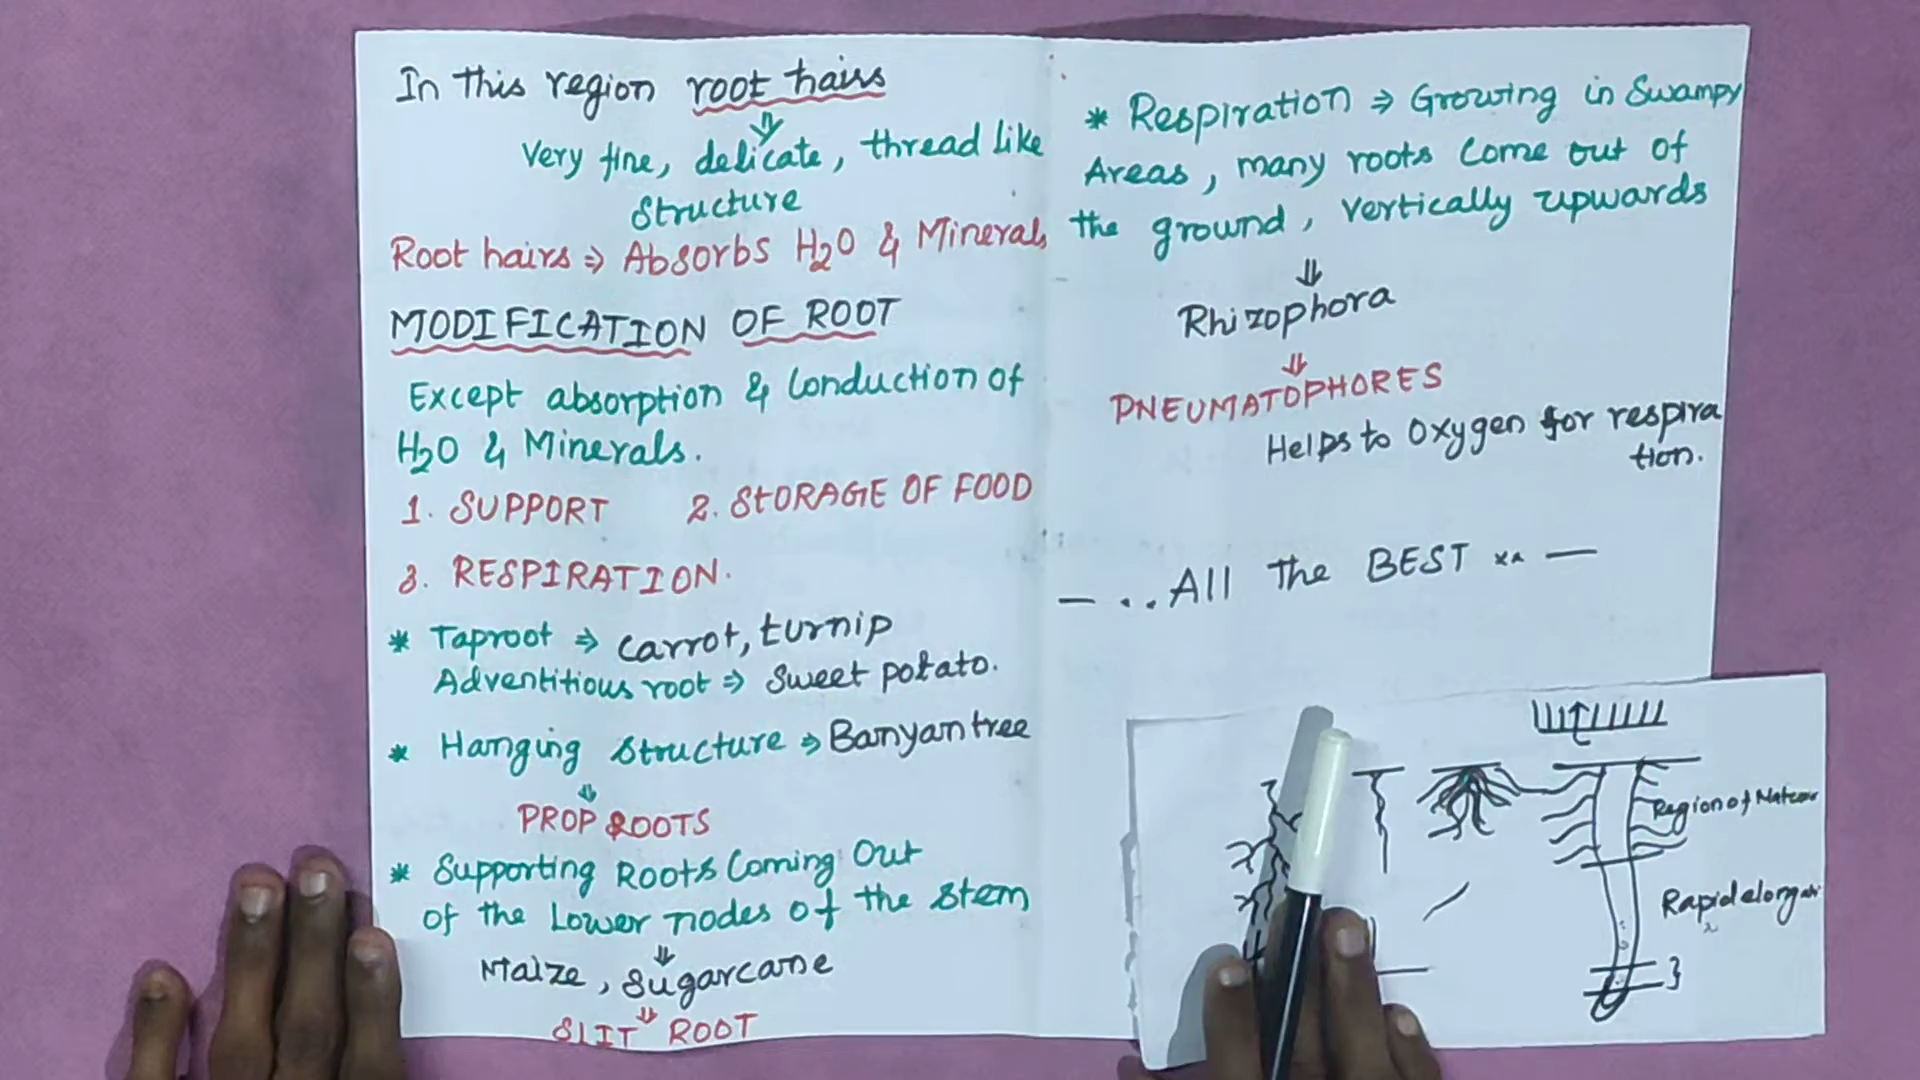 In this region root hairs
⇓
Very fine, delicate, thread like
Structure
Root hairs ⇒ Absorbs H2O & Minerals
MODIFICATION OF ROOT
Except absorption & Conduction of
H2O & Minerals.
1. SUPPORT 2. STORAGE OF FOOD
3. RESPIRATION.
* Taproot ⇒ carrot, turnip
Adventitious root ⇒ Sweet potato.
* Hanging structure ⇒ Banyan tree
⇓
PROP ROOTS
* Supporting Roots Coming Out
of the Lower nodes of the stem
⇓
Maize, Sugarcane
⇓
SLIT ROOT
* Respiration ⇒ Growing in Swampy
Areas, many roots Come out of
the ground, vertically upwards
⇓
Rhizophora
⇓
PNEUMATOPHORES
Helps to Oxygen for respira
tion.
— ..All the BEST ** —
Region of
Rapid